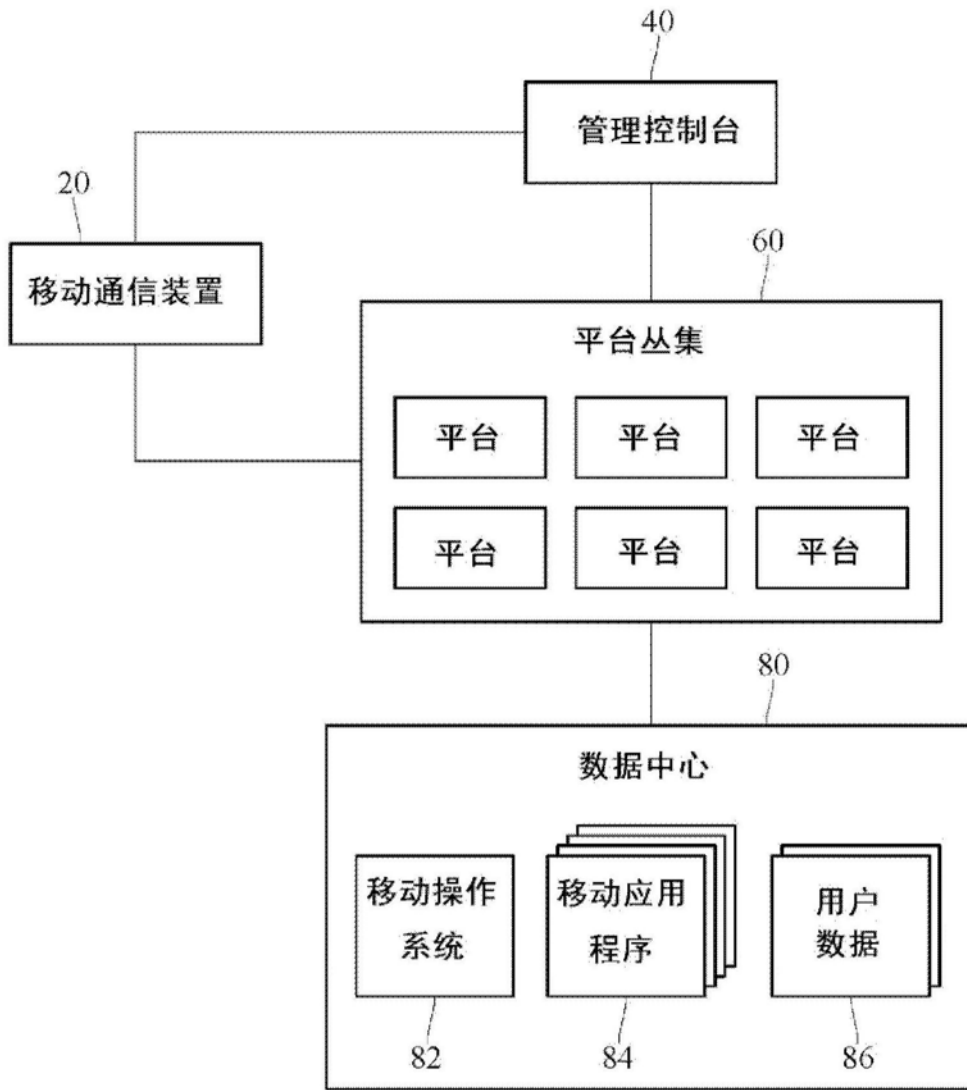 40
管理控制台
20
移动通信装置
60
平台丛集
平台 平台 平台
平台 平台 平台
80
数据中心
移动操作
系统
移动应用
程序
用户
数据
82 84 86